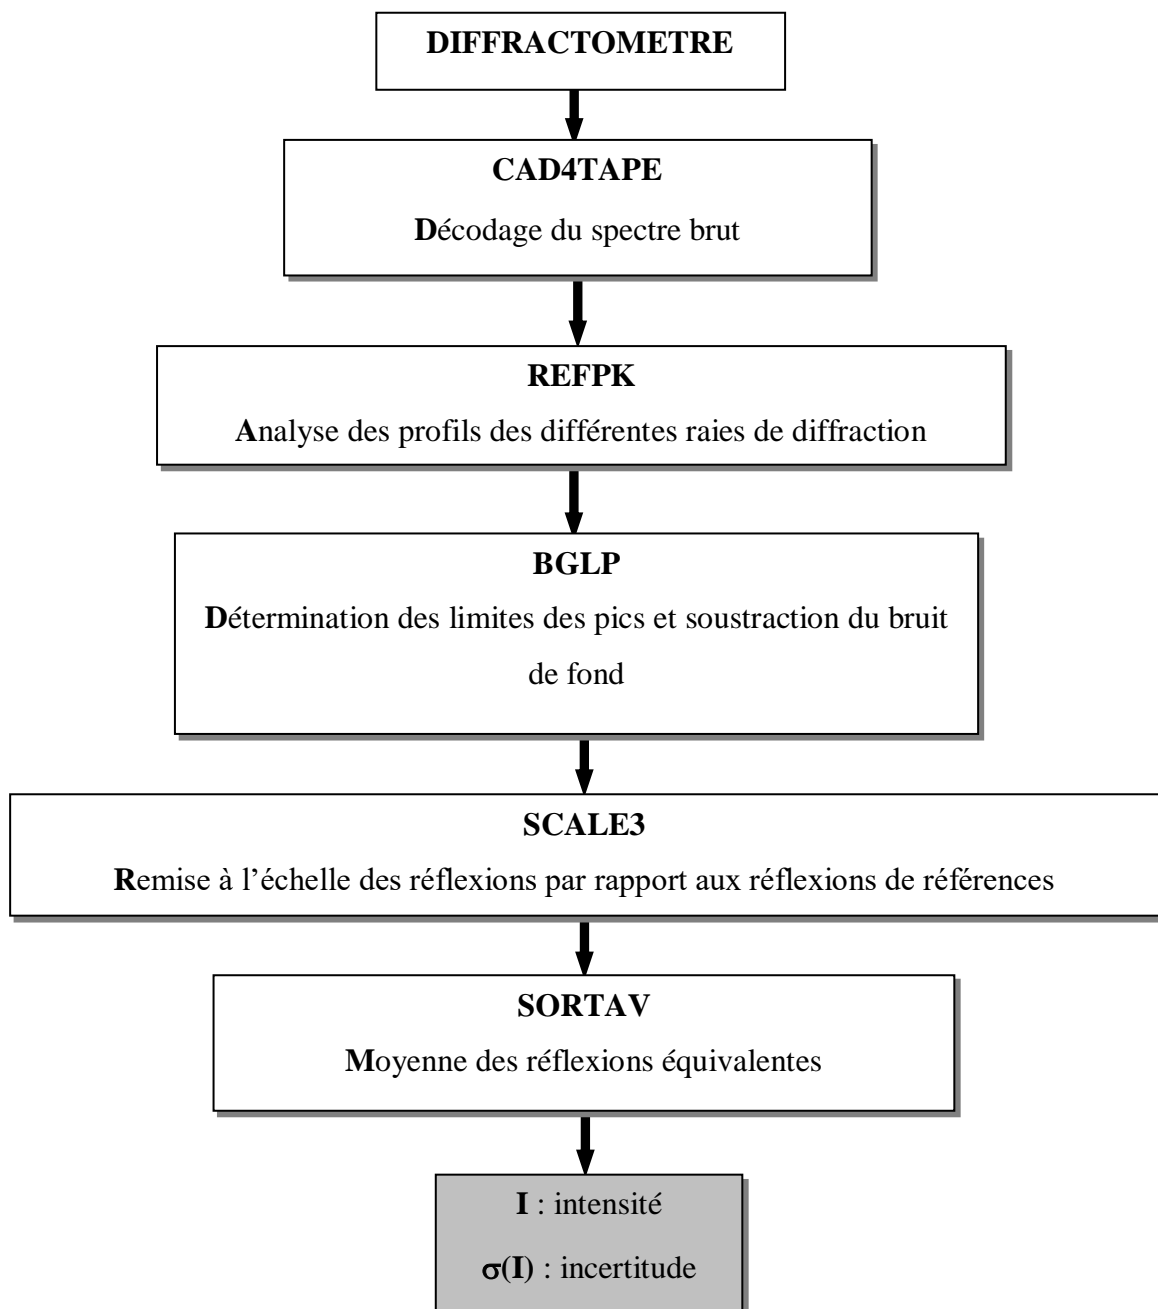 DIFFRACTOMETRE
CAD4TAPE
Décodage du spectre brut
REFPK
Analyse des profils des différentes raies de diffraction
BGLP
Détermination des limites des pics et soustraction du bruit
de fond
SCALE3
Remise à l’échelle des réflexions par rapport aux réflexions de références
SORTAV
Moyenne des réflexions équivalentes
I : intensité
σ(I) : incertitude